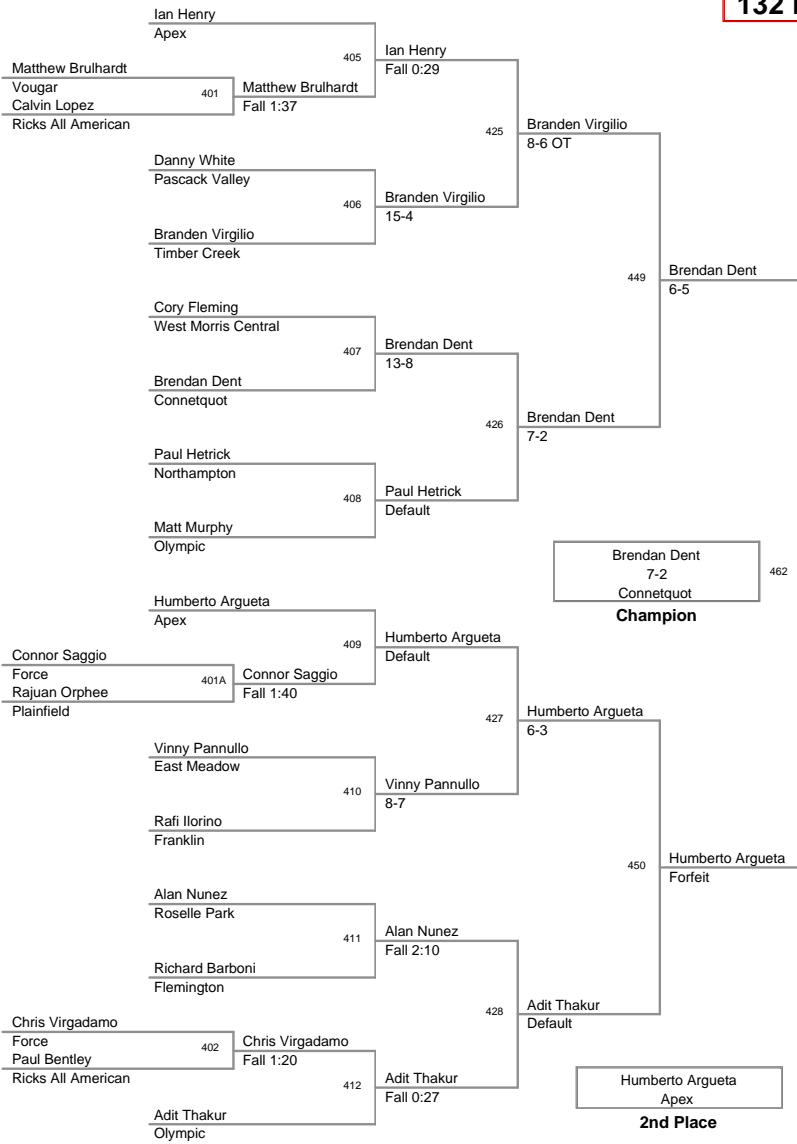 132
Ian Henry
Apex
405
Ian Henry
Fall 0:29
Matthew Brulhardt
Vougar
401
Matthew Brulhardt
Calvin Lopez
Fall 1:37
Ricks All American
425
Branden Virgilio
8-6 OT
Danny White
Pascack Valley
406
Branden Virgilio
15-4
Branden Virgilio
Timber Creek
449
Brendan Dent
6-5
Cory Fleming
West Morris Central
407
Brendan Dent
13-8
Brendan Dent
Connetquot
426
Brendan Dent
7-2
Paul Hetrick
Northampton
408
Paul Hetrick
Default
Matt Murphy
Olympic
Brendan Dent
7-2
462
Connetquot
Champion
Humberto Argueta
Apex
409
Humberto Argueta
Default
Connor Saggio
Force
401A
Connor Saggio
Rajuan Orphee
Fall 1:40
Plainfield
427
Humberto Argueta
6-3
Vinny Pannullo
East Meadow
410
Vinny Pannullo
8-7
Rafi Ilorino
Franklin
450
Humberto Argueta
Forfeit
Alan Nunez
Roselle Park
411
Alan Nunez
Fall 2:10
Richard Barboni
Flemington
428
Adit Thakur
Default
Chris Virgadamo
Force
402
Chris Virgadamo
Paul Bentley
Fall 1:20
Ricks All American
412
Adit Thakur
Fall 0:27
Adit Thakur
Olympic
Humberto Argueta
Apex
2nd Place